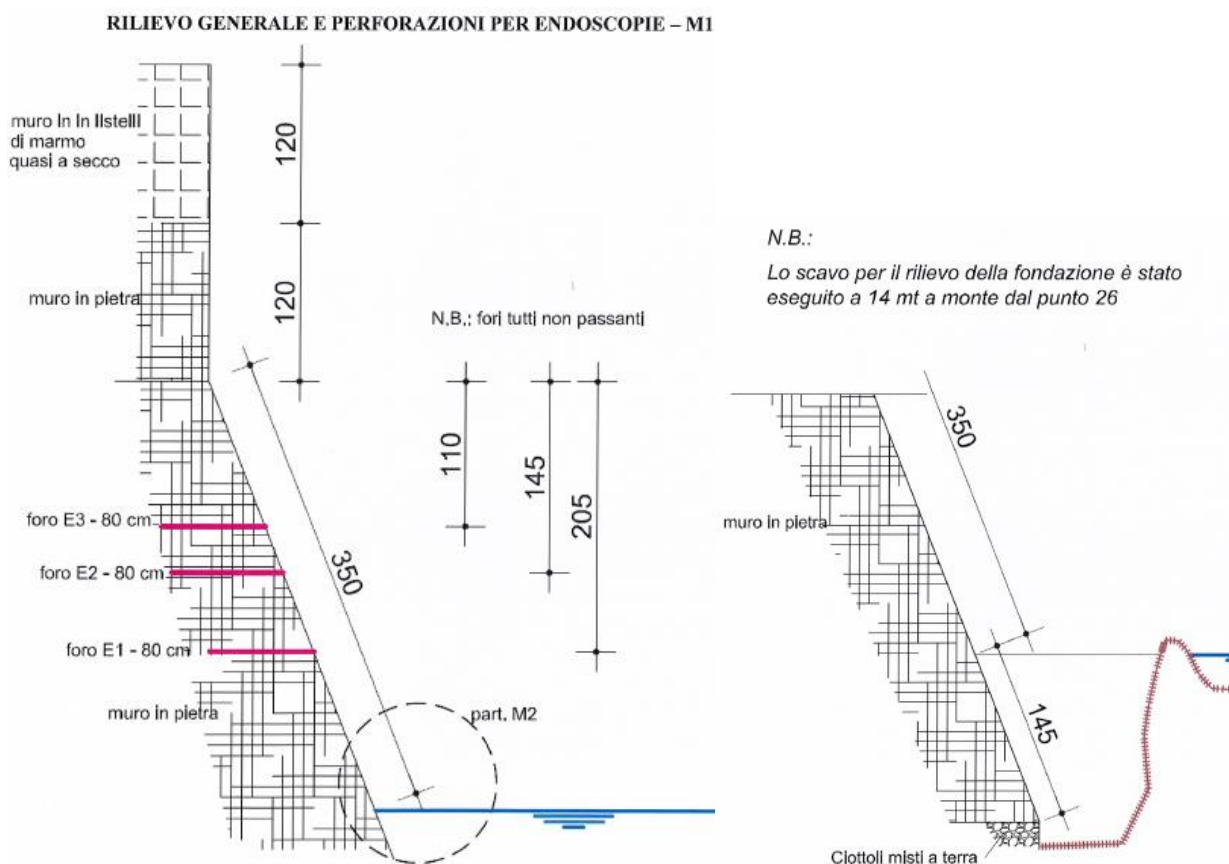 RILIEVO GENERALE E PERFORAZIONI PER ENDOSCOPIE – M1
muro In In lIstellI
di marmo
quasi a secco
120
muro in pietra
120
N.B.: fori tutti non passanti
110
145
205
350
foro E3 - 80 cm
foro E2 - 80 cm
foro E1 - 80 cm
muro in pietra
part. M2
N.B.:
Lo scavo per il rilievo della fondazione è stato
eseguito a 14 mt a monte dal punto 26
350
muro in pietra
145
Clottoli misti a terra